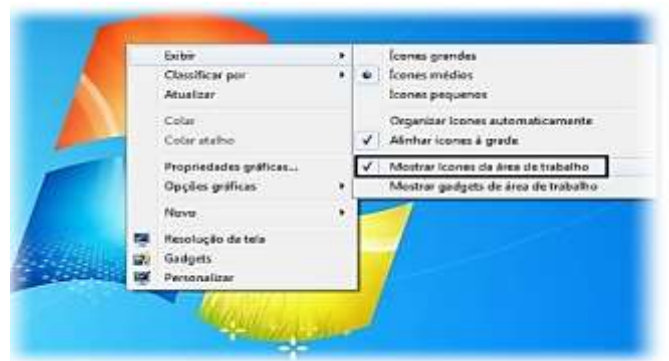 Exibir
Classificar por
Atualizar
Colar
Colar atalho
Propriedades gráficas...
Opções gráficas
Novo
Resolução da tela
Gadgets
Personalizar
Ícones grandes
Ícones médios
Ícones pequenos
Organizar ícones automaticamente
Alinhar ícones à grade
Mostrar ícones da área de trabalho
Mostrar gadgets de área de trabalho